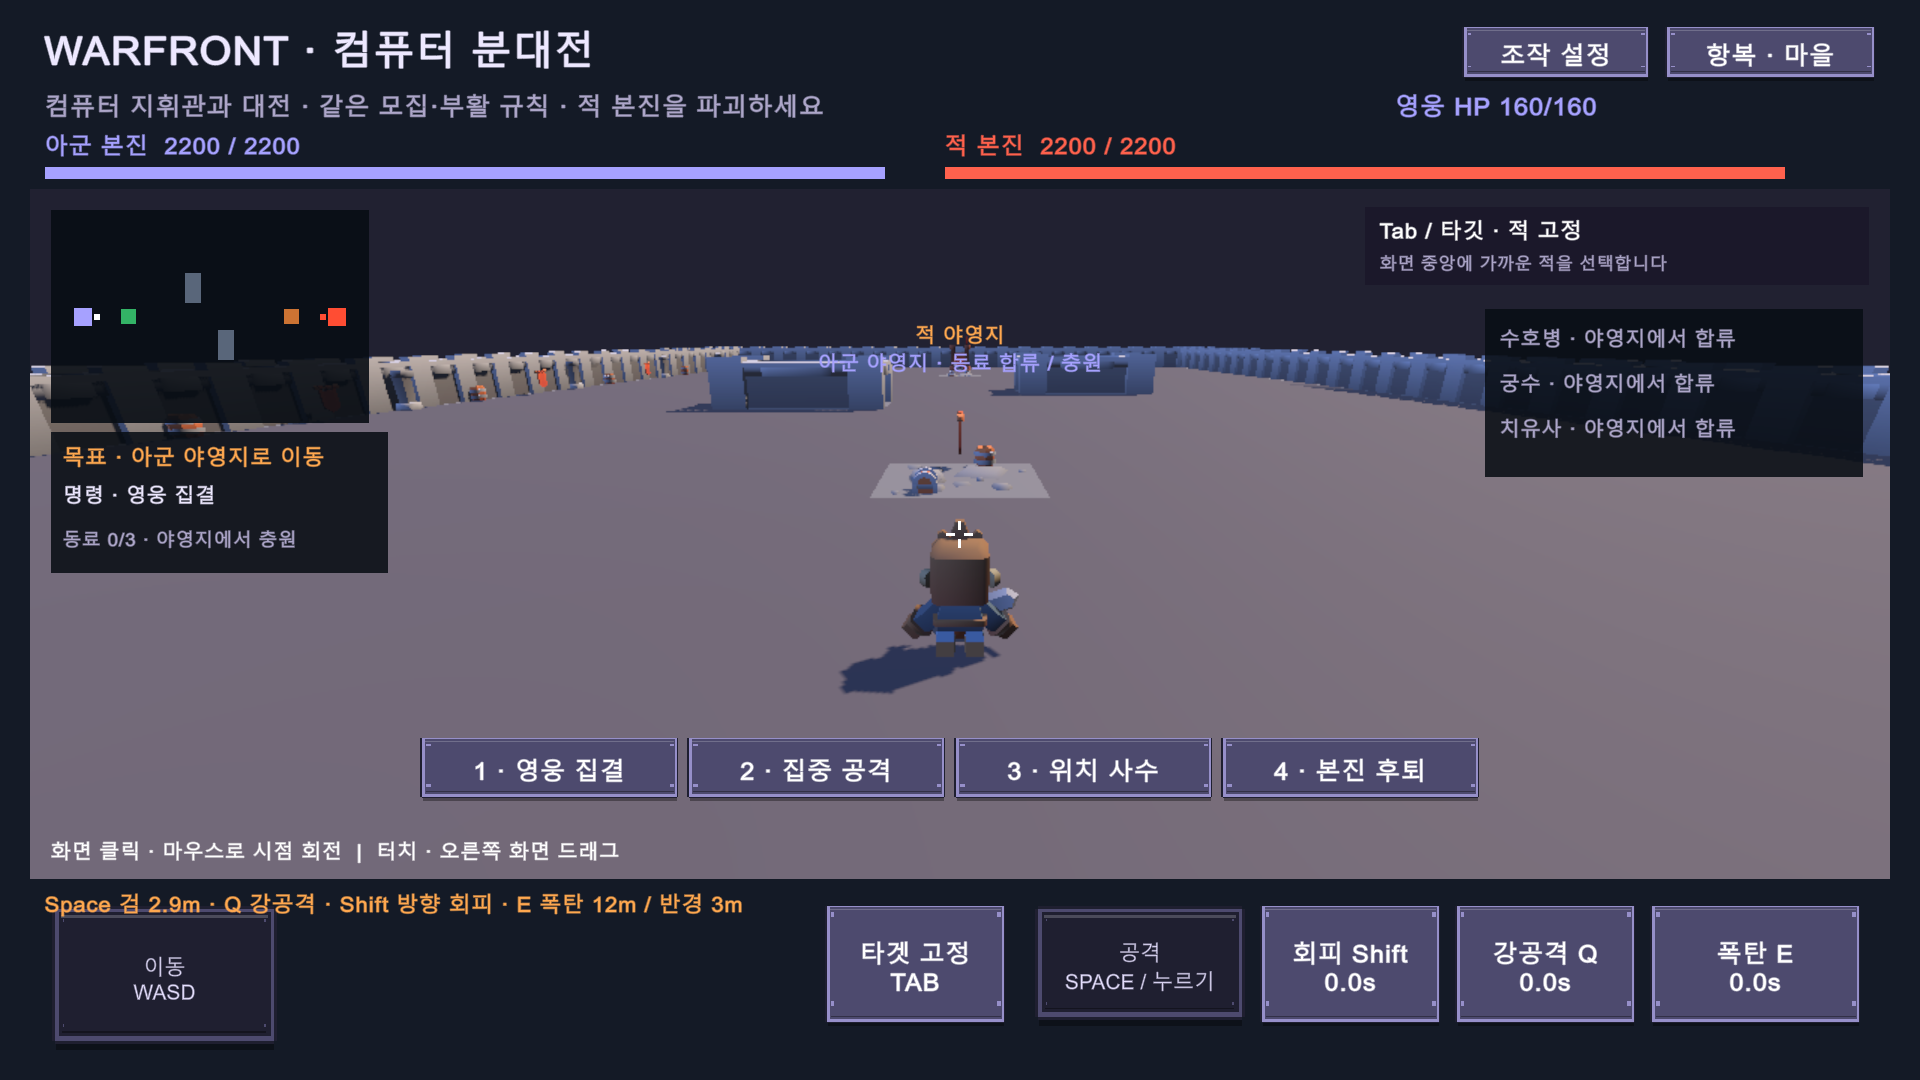 WARFRONT · 컴퓨터 분대전
조작 설정
항복 · 마을
컴퓨터 지휘관과 대전 · 같은 모집·부활 규칙 · 적 본진을 파괴하세요
영웅 HP 160/160
아군 본진 2200 / 2200
적 본진 2200 / 2200
Tab / 타깃 · 적 고정
화면 중앙에 가까운 적을 선택합니다
적 야영지
아군 야영지 · 동료 합류 / 충원
수호병 · 야영지에서 합류
궁수 · 야영지에서 합류
치유사 · 야영지에서 합류
목표 · 아군 야영지로 이동
명령 · 영웅 집결
동료 0/3 · 야영지에서 충원
1 · 영웅 집결
2 · 집중 공격
3 · 위치 사수
4 · 본진 후퇴
화면 클릭 · 마우스로 시점 회전 | 터치 · 오른쪽 화면 드래그
Space 검 2.9m · Q 강공격 · Shift 방향 회피 · E 폭탄 12m / 반경 3m
이동
WASD
타겟 고정
TAB
공격
SPACE / 누르기
회피 Shift
0.0s
강공격 Q
0.0s
폭탄 E
0.0s